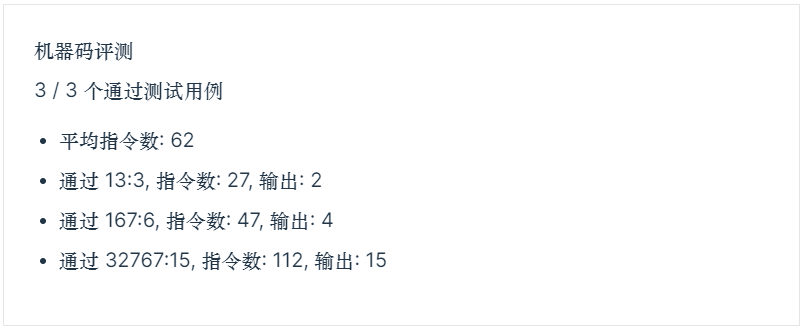 机器码评测
3 / 3 个通过测试用例
• 平均指令数: 62
• 通过 13:3, 指令数: 27, 输出: 2
• 通过 167:6, 指令数: 47, 输出: 4
• 通过 32767:15, 指令数: 112, 输出: 15